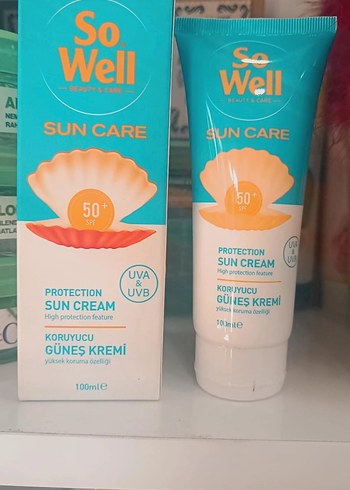 So
Well
BEAUTY & CARE
SUN CARE
50+
SPF
UVA
&
UVB
PROTECTION
SUN CREAM
High protection feature
KORUYUCU
GÜNEŞ KREMİ
yüksek koruma özelliği
100ml e
So
Well
BEAUTY & CARE
SUN CARE
50+
SPF
UVA
&
UVB
PROTECTION
SUN CREAM
High protection feature
KORUYUCU
GÜNEŞ KREMİ
yüksek koruma özelliği
100ml e